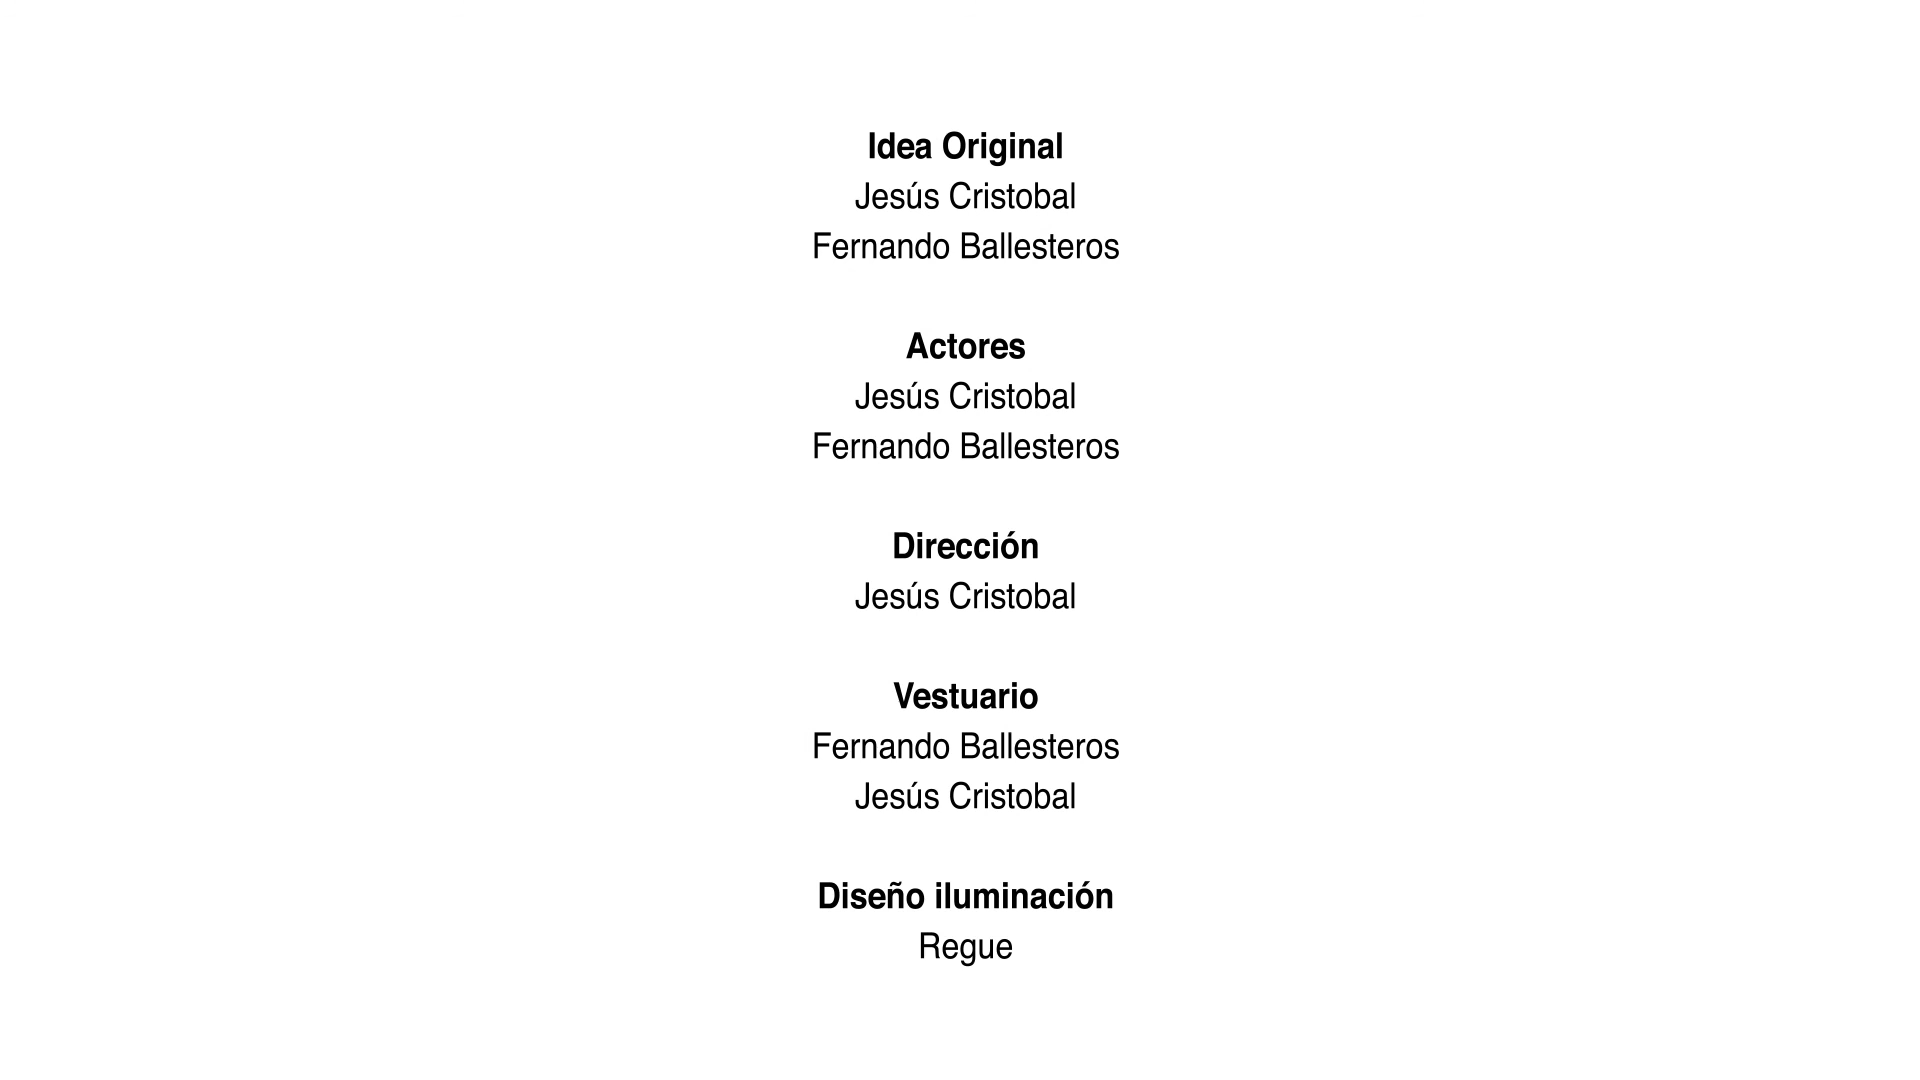 Idea Original
Jesús Cristobal
Fernando Ballesteros
Actores
Jesús Cristobal
Fernando Ballesteros
Dirección
Jesús Cristobal
Vestuario
Fernando Ballesteros
Jesús Cristobal
Diseño iluminación
Regue